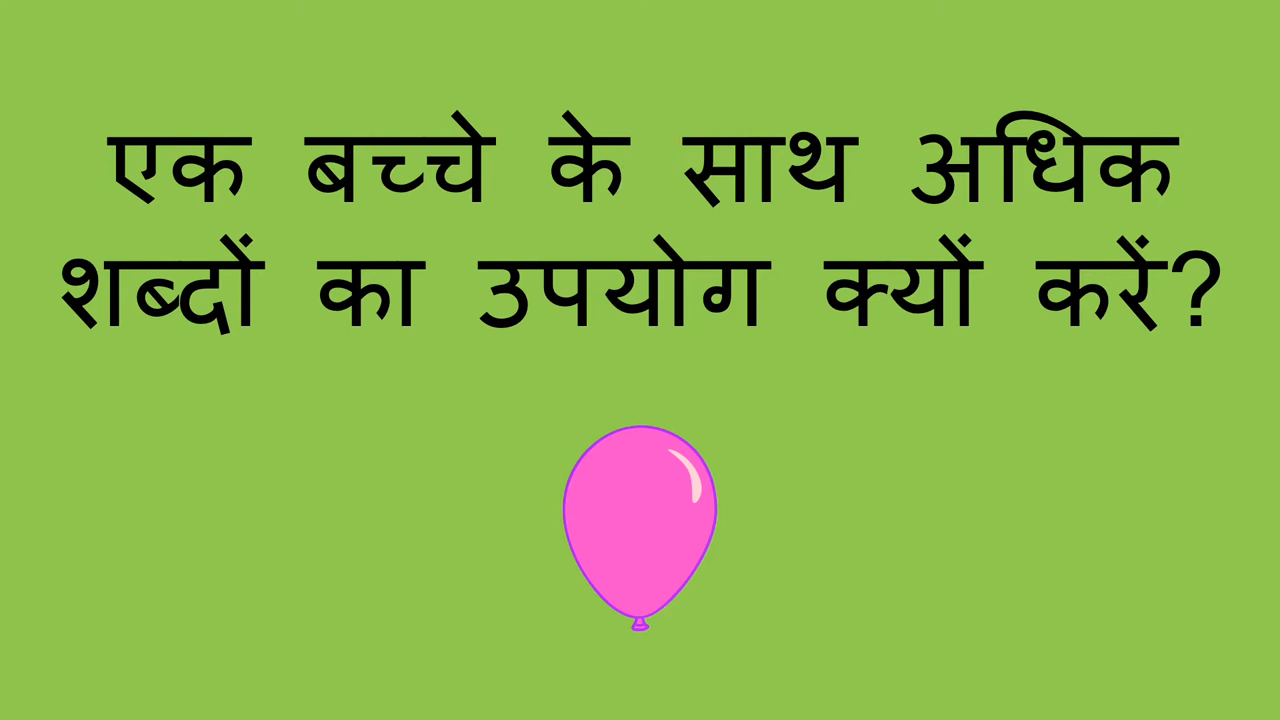 एक बच्चे के साथ अधिक
शब्दों का उपयोग क्यों करें?